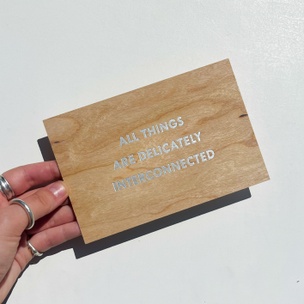 ALL THINGS
ARE DELICATELY
INTERCONNECTED